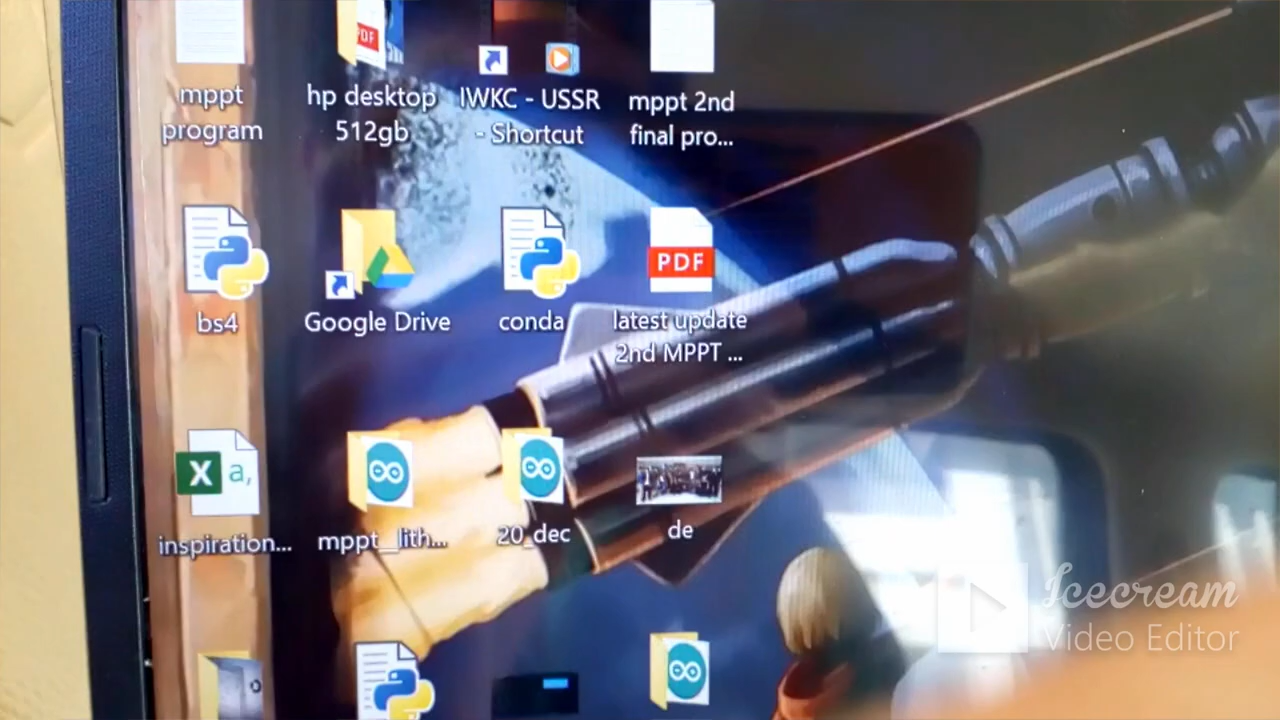 PDF
mppt
program
hp desktop
512gb
IWKC - USSR
- Shortcut
mppt 2nd
final pro...
PDF
bs4
Google Drive
conda
latest update
2nd MPPT ...
X a,
inspiration...
mppt_lith...
20_dec
de
Icecream
Video Editor